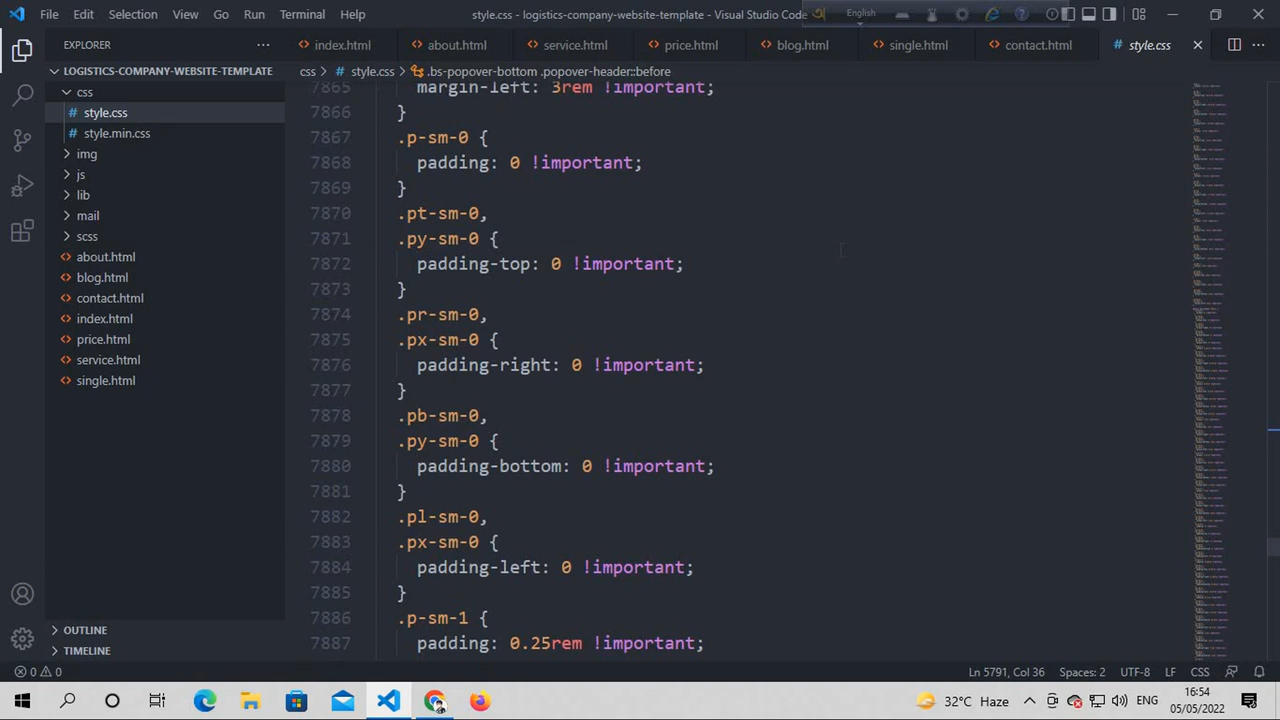 File Edit Selection View Go Run Terminal Help
style.css - logistics-company-website-template - Visual Studio Code
English
EXPLORER
index.html about.html service.html price.html blog.html single.html contact.html style.css
LOGISTICS-COMPANY-WEBSITE-TEMPLATE
css > style.css > .bs-popover-bottom .popover-header::before
css
style.css
style.min.css
img
js
lib
mail
about.html
blog.html
contact.html
index.html
price.html
service.html
single.html
OUTLINE
TIMELINE
7865 margin-left: 3rem !important;
7866 }
7867 .p-sm-0 {
7868 padding: 0 !important;
7869 }
7870 .pt-sm-0,
7871 .py-sm-0 {
7872 padding-top: 0 !important;
7873 }
7874 .pr-sm-0,
7875 .px-sm-0 {
7876 padding-right: 0 !important;
7877 }
7878 .pb-sm-0,
7879 .py-sm-0 {
7880 padding-bottom: 0 !important;
7881 }
7882 .pl-sm-0,
7883 .px-sm-0 {
7884 padding-left: 0 !important;
7885 }
7886 .p-sm-1 {
7887 padding: 0.25rem !important;
0 0
Ln 5791, Col 36 Spaces: 2 UTF-8 LF CSS
32°C Haze ENG
16:54
05/05/2022